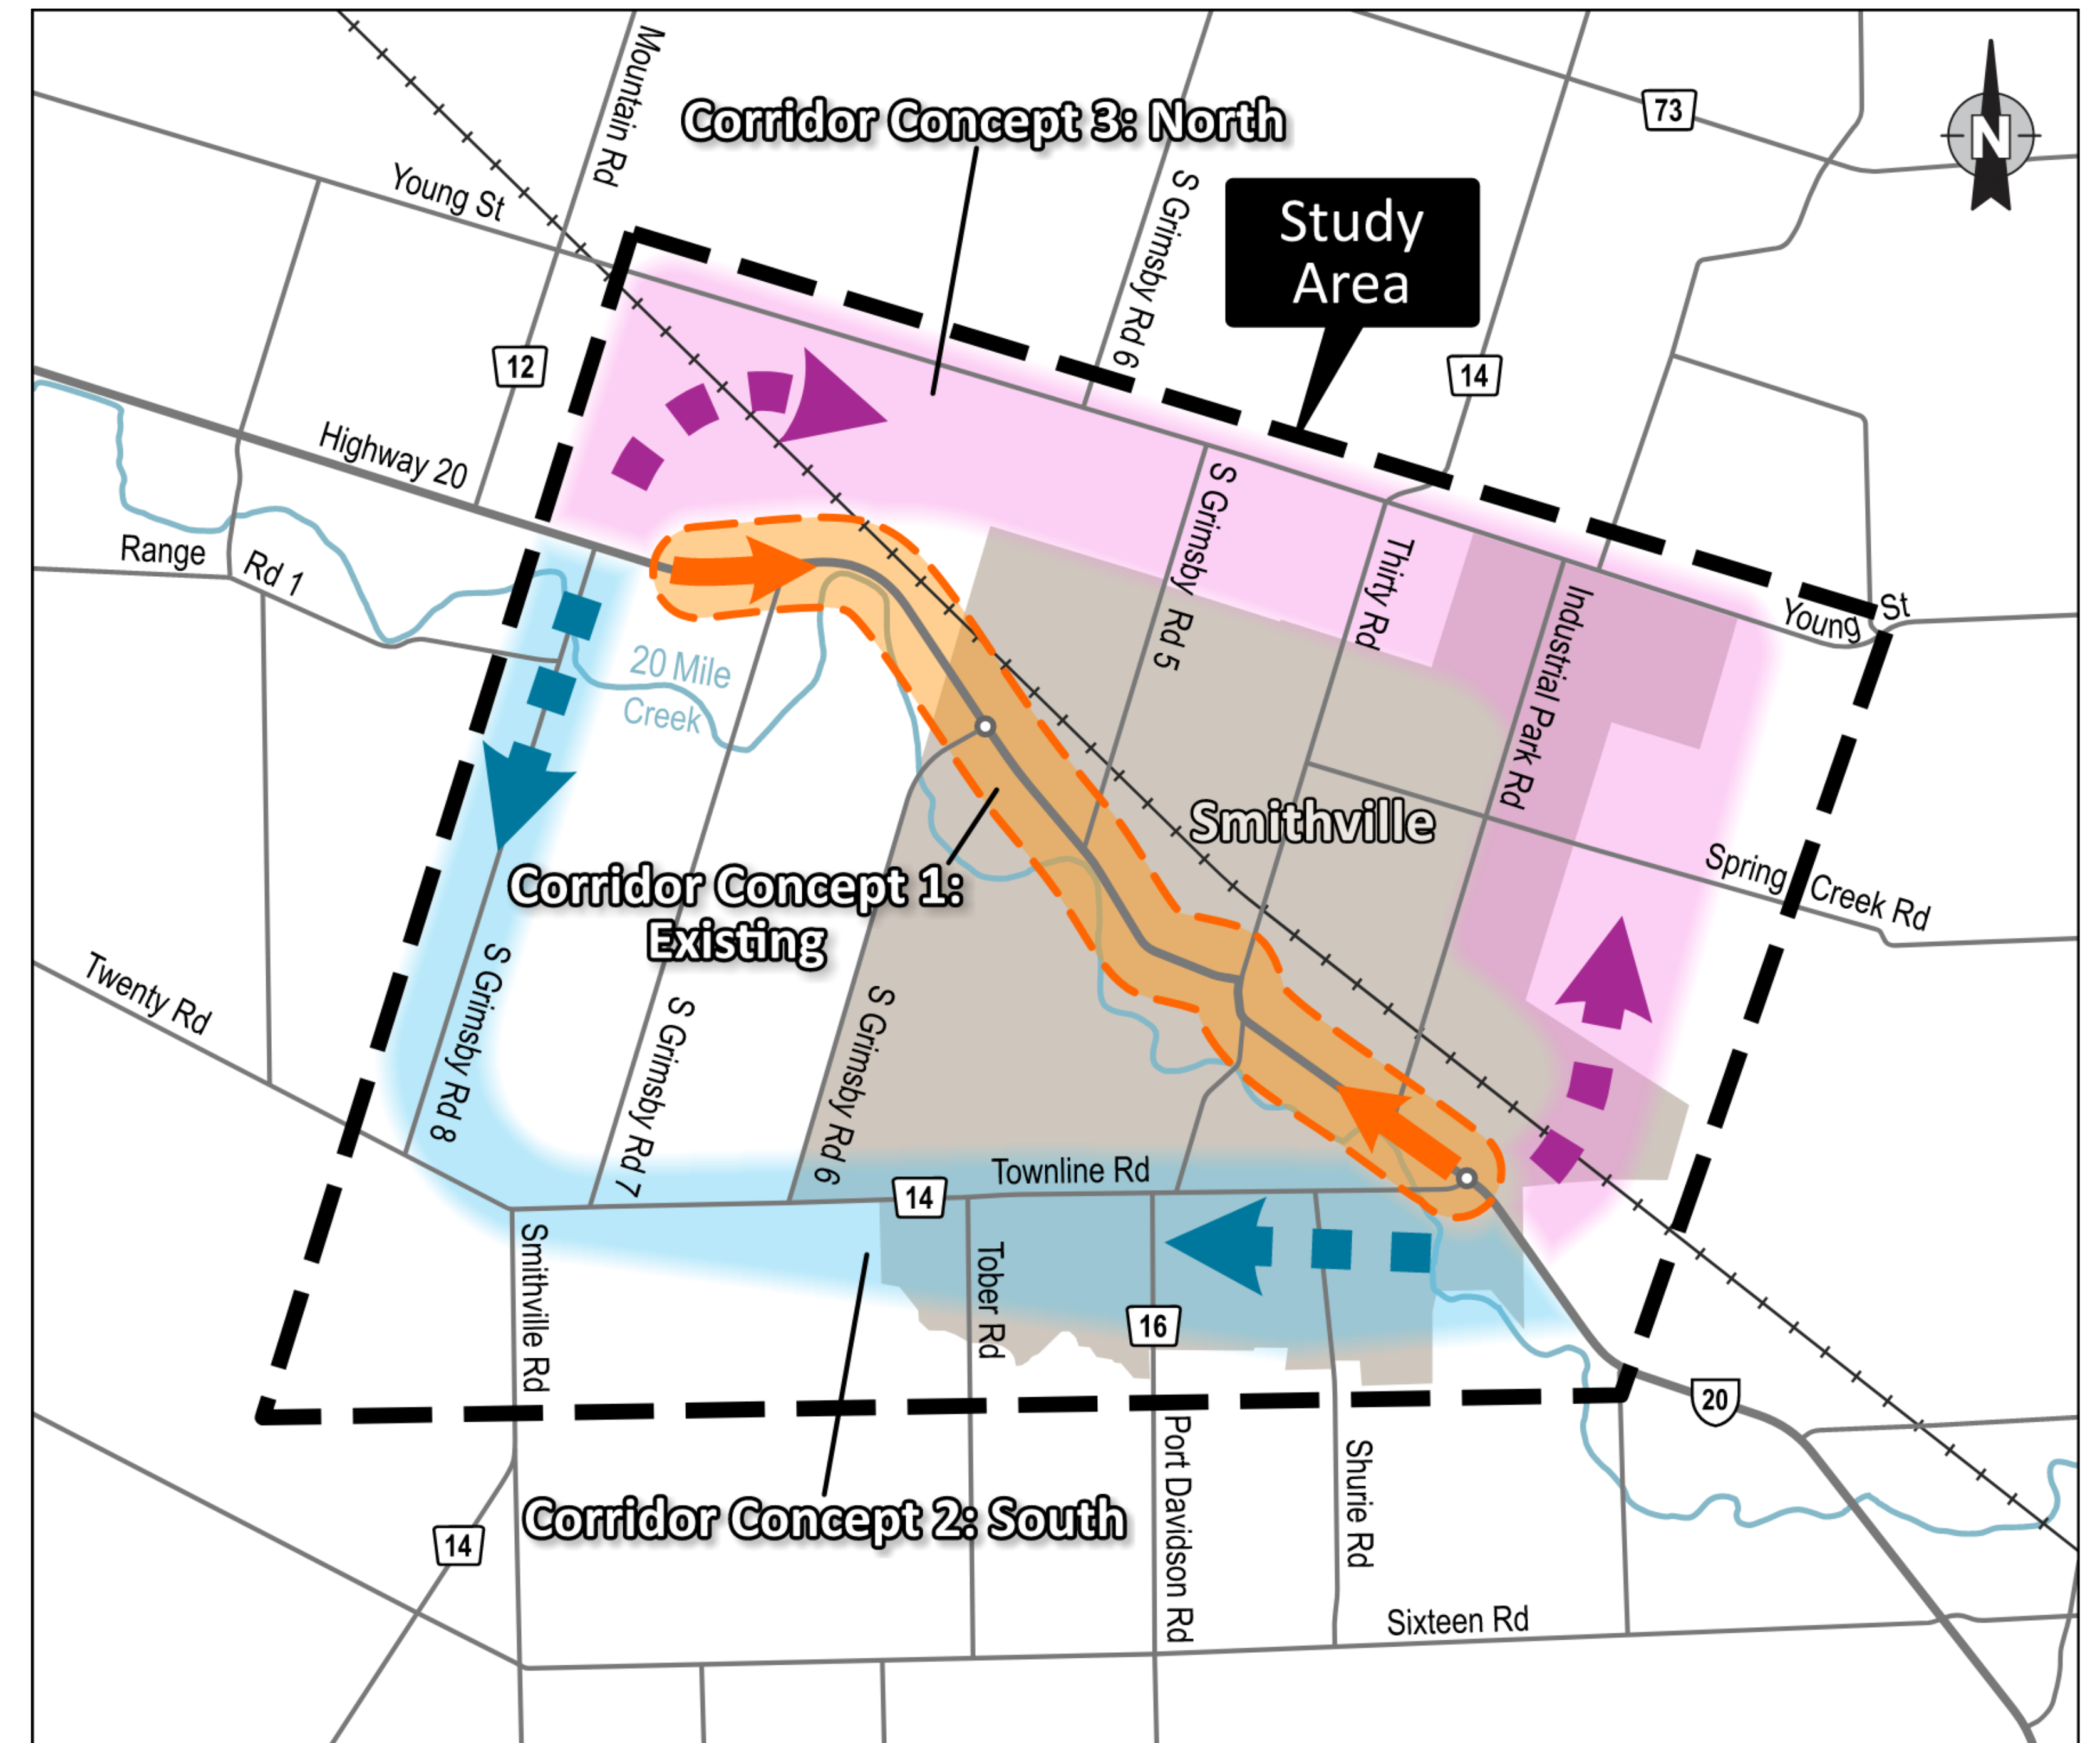 Mountain Rd
Corridor Concept 3: North
73
N
Young St
S Grimsby Rd 6
Study
Area
12
14
Highway 20
S Grimsby Rd 5
Thirty Rd
Range
Rd 1
Industrial Park Rd
Young
St
20 Mile
Creek
Smithville
Spring
Creek Rd
Corridor Concept 1:
Existing
Twenty Rd
S Grimsby Rd 8
S Grimsby Rd 7
S Grimsby Rd 6
Townline Rd
14
Smithville Rd
Tober Rd
16
20
Port Davidson Rd
Shurie Rd
Corridor Concept 2: South
14
Sixteen Rd